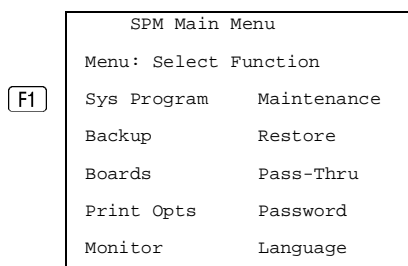 SPM Main Menu
Menu: Select Function
F1 Sys Program Maintenance
Backup Restore
Boards Pass-Thru
Print Opts Password
Monitor Language